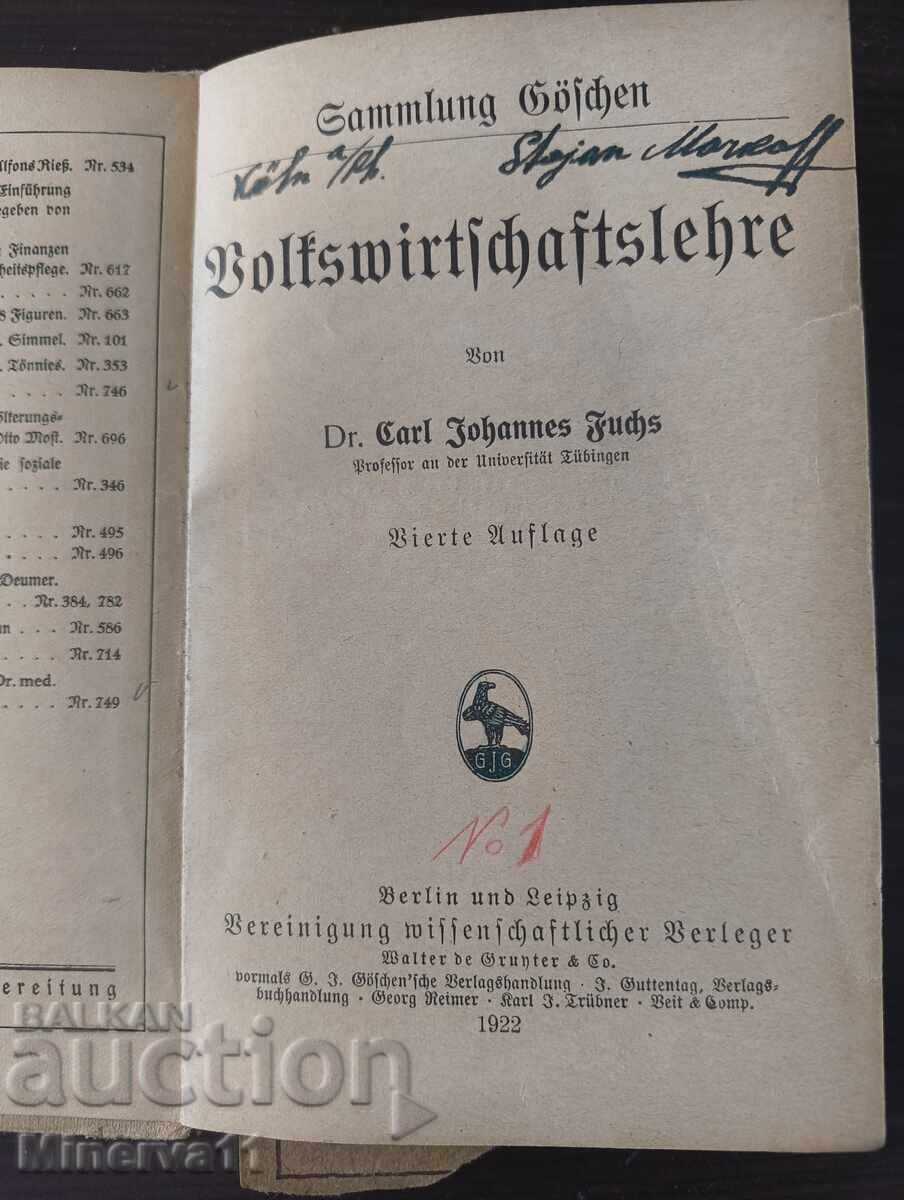 lfons Rieß. Nr. 534
Einführung
egeben von
Finanzen
heitspflege. Nr. 617
. . . . . Nr. 662
8 Figuren. Nr. 663
. Simmel. Nr. 101
. Tönnies. Nr. 353
. . . . . Nr. 746
ölkerungs-
Otto Most. Nr. 696
ie soziale
. . . . . Nr. 346
. . . . . Nr. 495
. . . . . Nr. 496
Deumer.
. . Nr. 384, 782
n . . . Nr. 586
. . . . . Nr. 714
Dr. med.
. . . . . Nr. 749
ereitung
Sammlung Göschen
Köln a/Rh. Stojan Markoff
Volkswirtschaftslehre
Von
Dr. Carl Johannes Fuchs
Professor an der Universität Tübingen
Vierte Auflage
GJG
No 1
Berlin und Leipzig
Vereinigung wissenschaftlicher Verleger
Walter de Gruyter & Co.
vormals G. J. Göschen'sche Verlagshandlung · J. Guttentag, Verlags-
buchhandlung · Georg Reimer · Karl J. Trübner · Veit & Comp.
1922
BALKAN
auction
Minerva11